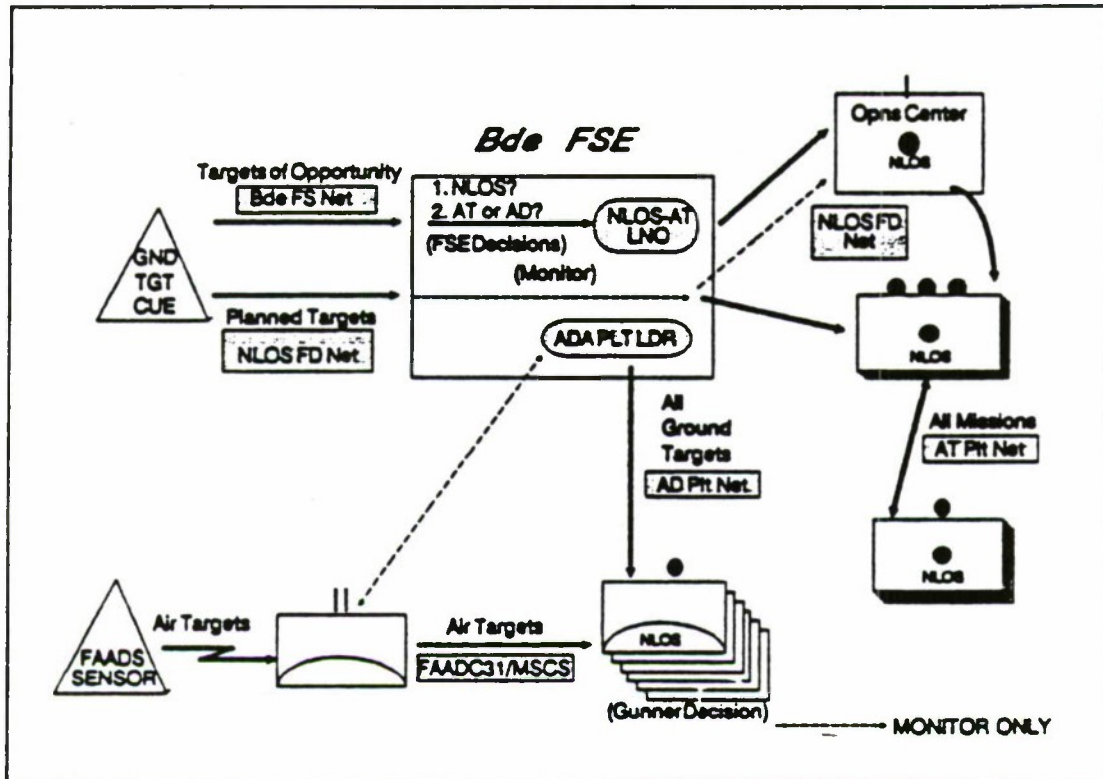 Bde FSE
Targets of Opportunity
Bde FS Net
GND
TGT
CUE
Planned Targets
NLOS FD Net
1. NLOS?
2. AT or AD?
(FSE Decisions)
NLOS-AT
LNO
(Monitor)
ADA PLT LDR
Opns Center
NLOS
NLOS FD
Net
NLOS
All Missions
AT Plt Net
NLOS
All
Ground
Targets
AD Plt Net
FAADS
SENSOR
Air Targets
Air Targets
FAADC31/MSCS
NLOS
(Gunner Decision)
MONITOR ONLY